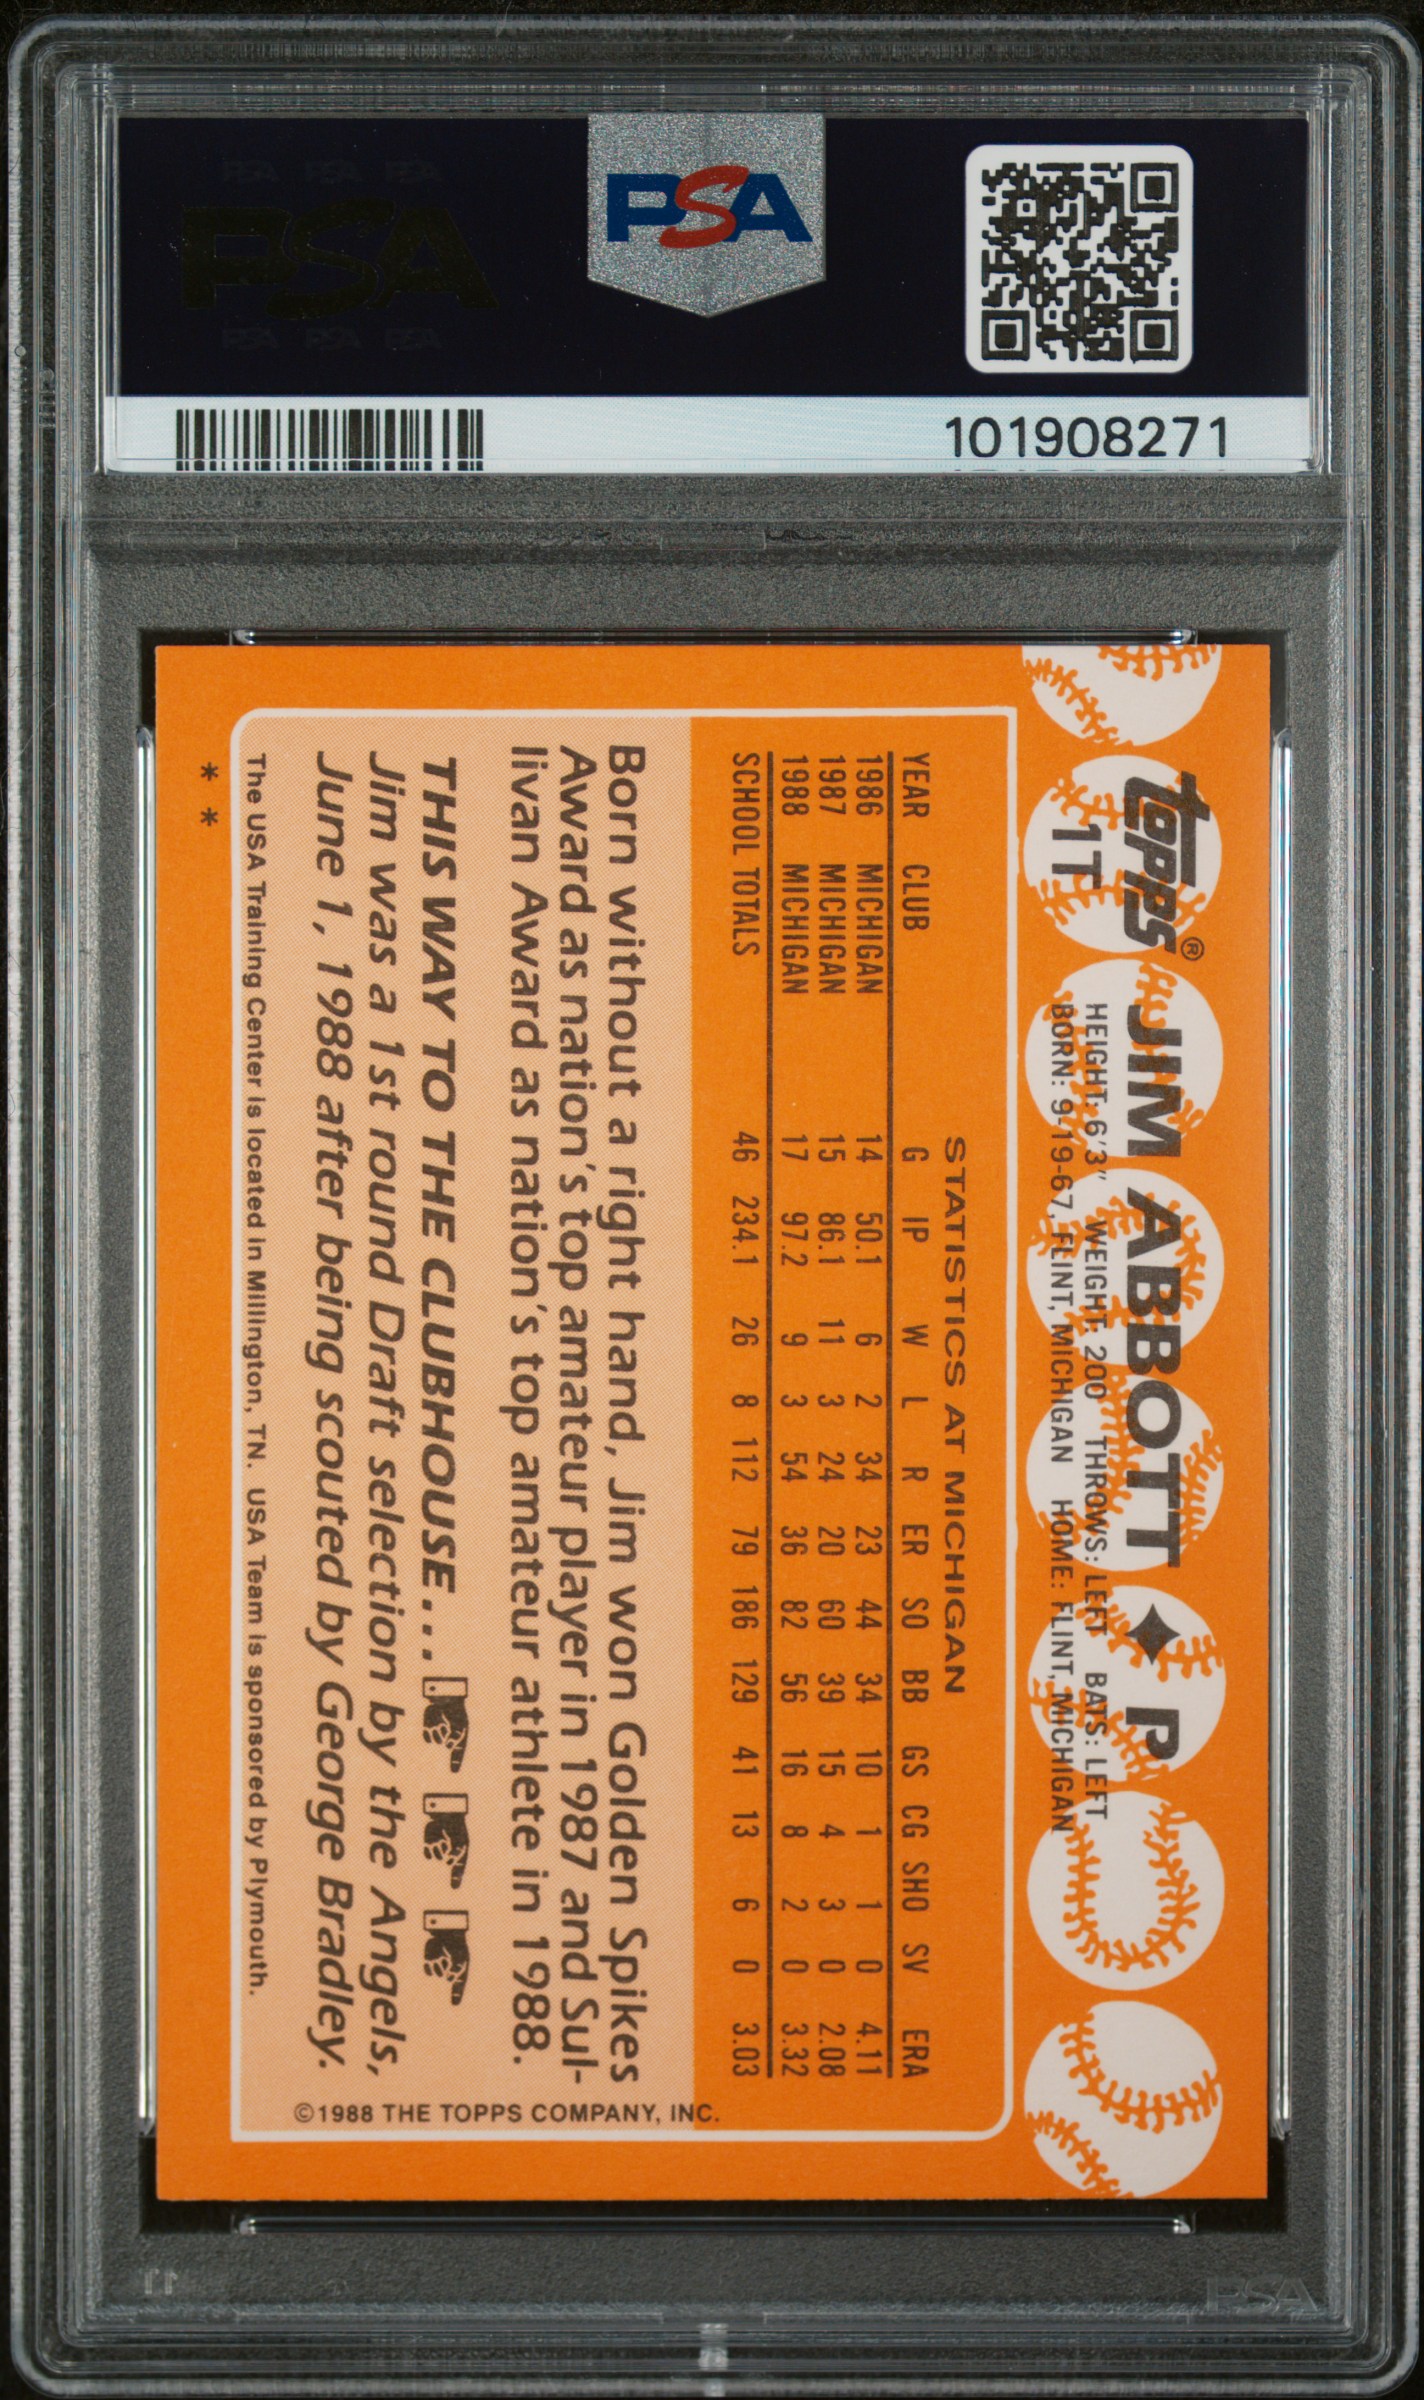 PSA PSA PSA
PSA
PSA PSA PSA
PSA
101908271
topps®
1T
JIM ABBOTT ✦ P
HEIGHT: 6'3" WEIGHT: 200 THROWS: LEFT BATS: LEFT
BORN: 9-19-67, FLINT, MICHIGAN HOME: FLINT, MICHIGAN
STATISTICS AT MICHIGAN
YEAR CLUB G IP W L R ER SO BB GS CG SHO SV ERA
1986 MICHIGAN 14 50.1 6 2 34 23 44 34 10 1 1 0 4.11
1987 MICHIGAN 15 86.1 11 3 24 20 60 39 15 4 3 0 2.08
1988 MICHIGAN 17 97.2 9 3 54 36 82 56 16 8 2 0 3.32
SCHOOL TOTALS 46 234.1 26 8 112 79 186 129 41 13 6 0 3.03
Born without a right hand, Jim won Golden Spikes
Award as nation's top amateur player in 1987 and Sul-
livan Award as nation's top amateur athlete in 1988.
THIS WAY TO THE CLUBHOUSE...
Jim was a 1st round Draft selection by the Angels,
June 1, 1988 after being scouted by George Bradley.
©1988 THE TOPPS COMPANY, INC.
The USA Training Center is located in Millington, TN. USA Team is sponsored by Plymouth.
* *
PSA